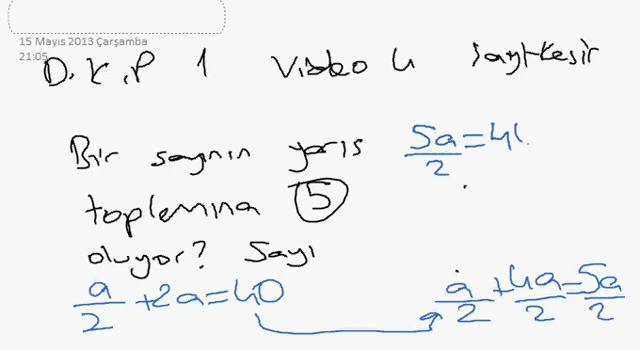 15 Mayıs 2013 Çarşamba
21:05
D.K.P 1 Video 4 Sayı-Kesir
Bir sayının yarıs
toplamına 5
oluyor? Sayı
5a/2=4
a/2+2a=40
a/2+4a/2=5a/2